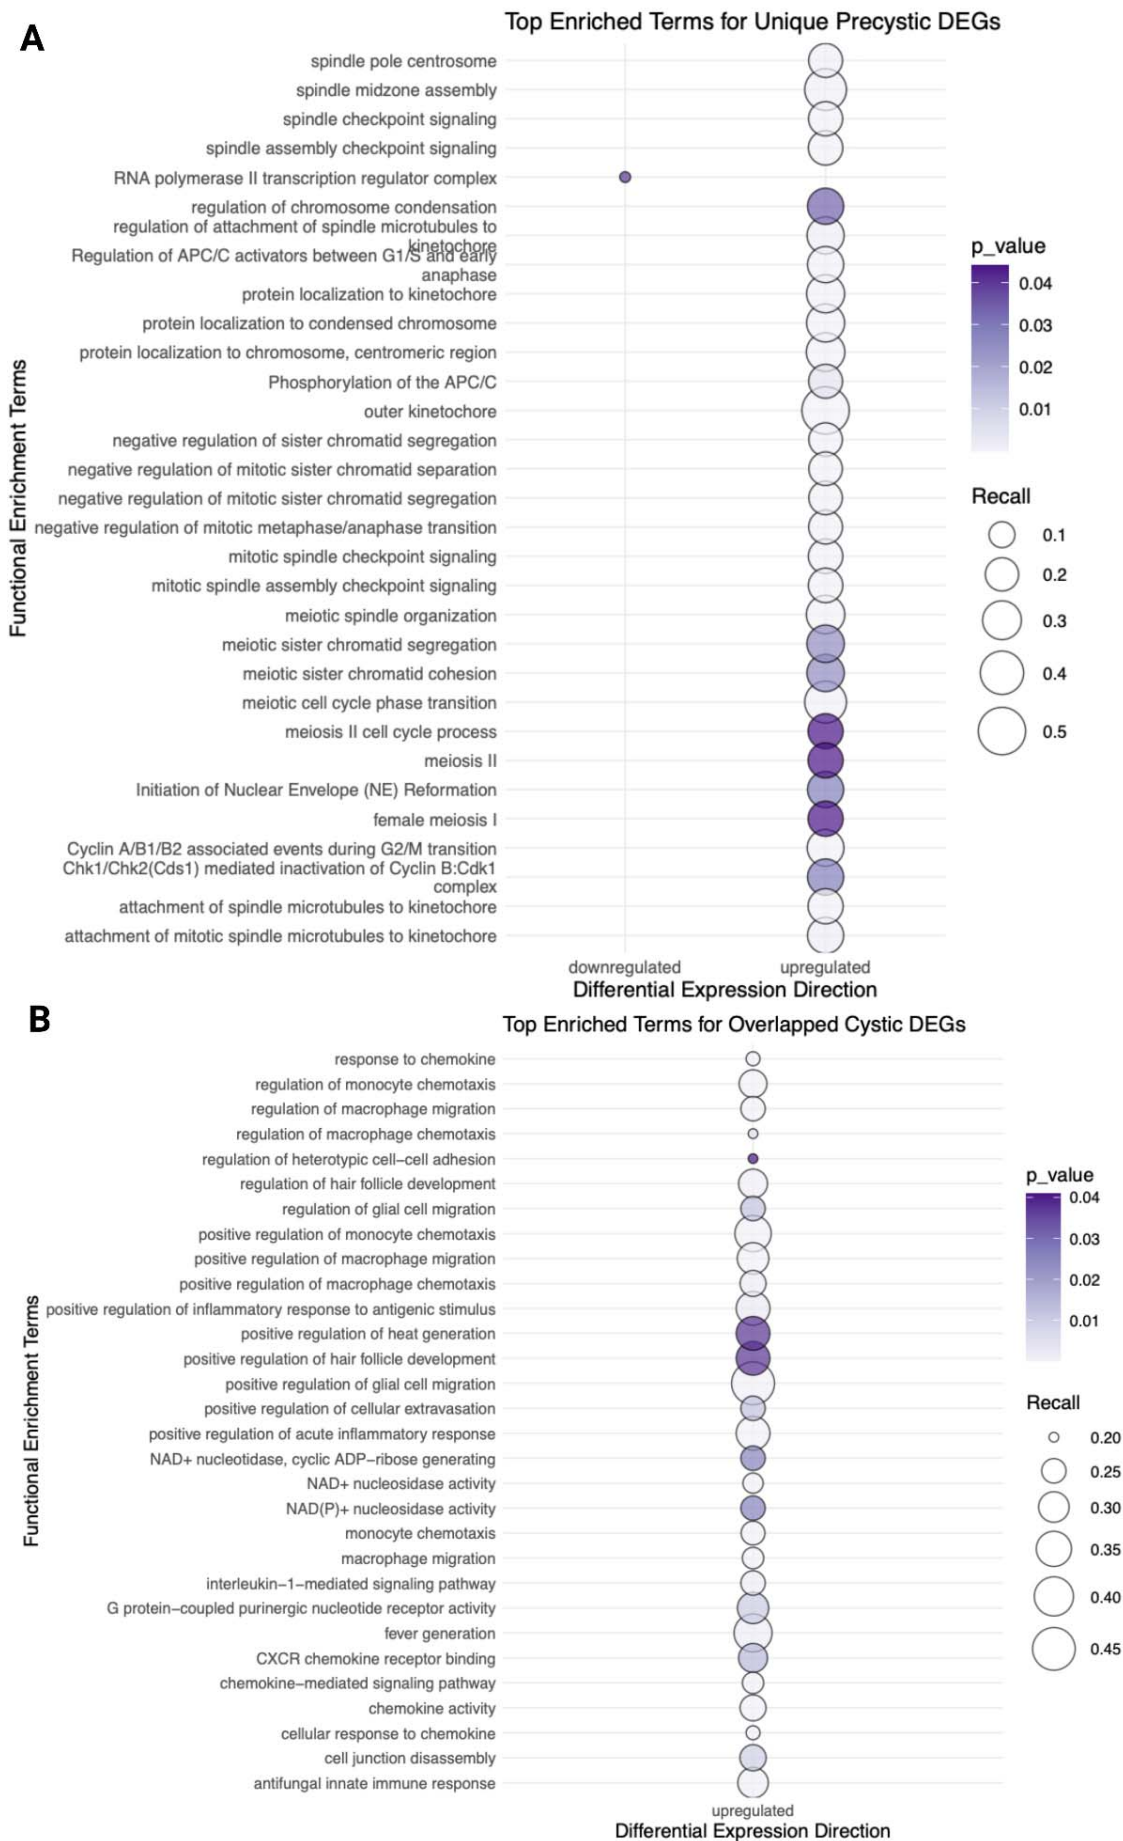 A
Top Enriched Terms for Unique Precystic DEGs
Functional Enrichment Terms
spindle pole centrosome
spindle midzone assembly
spindle checkpoint signaling
spindle assembly checkpoint signaling
RNA polymerase II transcription regulator complex
regulation of chromosome condensation
regulation of attachment of spindle microtubules to
kinetochore
Regulation of APC/C activators between G1/S and early
anaphase
protein localization to kinetochore
protein localization to condensed chromosome
protein localization to chromosome, centromeric region
Phosphorylation of the APC/C
outer kinetochore
negative regulation of sister chromatid segregation
negative regulation of mitotic sister chromatid separation
negative regulation of mitotic sister chromatid segregation
negative regulation of mitotic metaphase/anaphase transition
mitotic spindle checkpoint signaling
mitotic spindle assembly checkpoint signaling
meiotic spindle organization
meiotic sister chromatid segregation
meiotic sister chromatid cohesion
meiotic cell cycle phase transition
meiosis II cell cycle process
meiosis II
Initiation of Nuclear Envelope (NE) Reformation
female meiosis I
Cyclin A/B1/B2 associated events during G2/M transition
Chk1/Chk2(Cds1) mediated inactivation of Cyclin B:Cdk1
complex
attachment of spindle microtubules to kinetochore
attachment of mitotic spindle microtubules to kinetochore
downregulated
upregulated
Differential Expression Direction
p_value
0.04
0.03
0.02
0.01
Recall
0.1
0.2
0.3
0.4
0.5
B
Top Enriched Terms for Overlapped Cystic DEGs
Functional Enrichment Terms
response to chemokine
regulation of monocyte chemotaxis
regulation of macrophage migration
regulation of macrophage chemotaxis
regulation of heterotypic cell−cell adhesion
regulation of hair follicle development
regulation of glial cell migration
positive regulation of monocyte chemotaxis
positive regulation of macrophage migration
positive regulation of macrophage chemotaxis
positive regulation of inflammatory response to antigenic stimulus
positive regulation of heat generation
positive regulation of hair follicle development
positive regulation of glial cell migration
positive regulation of cellular extravasation
positive regulation of acute inflammatory response
NAD+ nucleotidase, cyclic ADP−ribose generating
NAD+ nucleosidase activity
NAD(P)+ nucleosidase activity
monocyte chemotaxis
macrophage migration
interleukin−1−mediated signaling pathway
G protein−coupled purinergic nucleotide receptor activity
fever generation
CXCR chemokine receptor binding
chemokine−mediated signaling pathway
chemokine activity
cellular response to chemokine
cell junction disassembly
antifungal innate immune response
upregulated
Differential Expression Direction
p_value
0.04
0.03
0.02
0.01
Recall
0.20
0.25
0.30
0.35
0.40
0.45